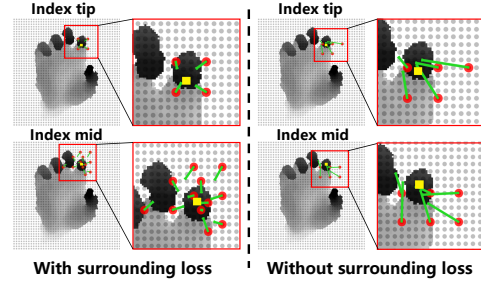 Index tip
Index tip
Index mid
Index mid
With surrounding loss
Without surrounding loss